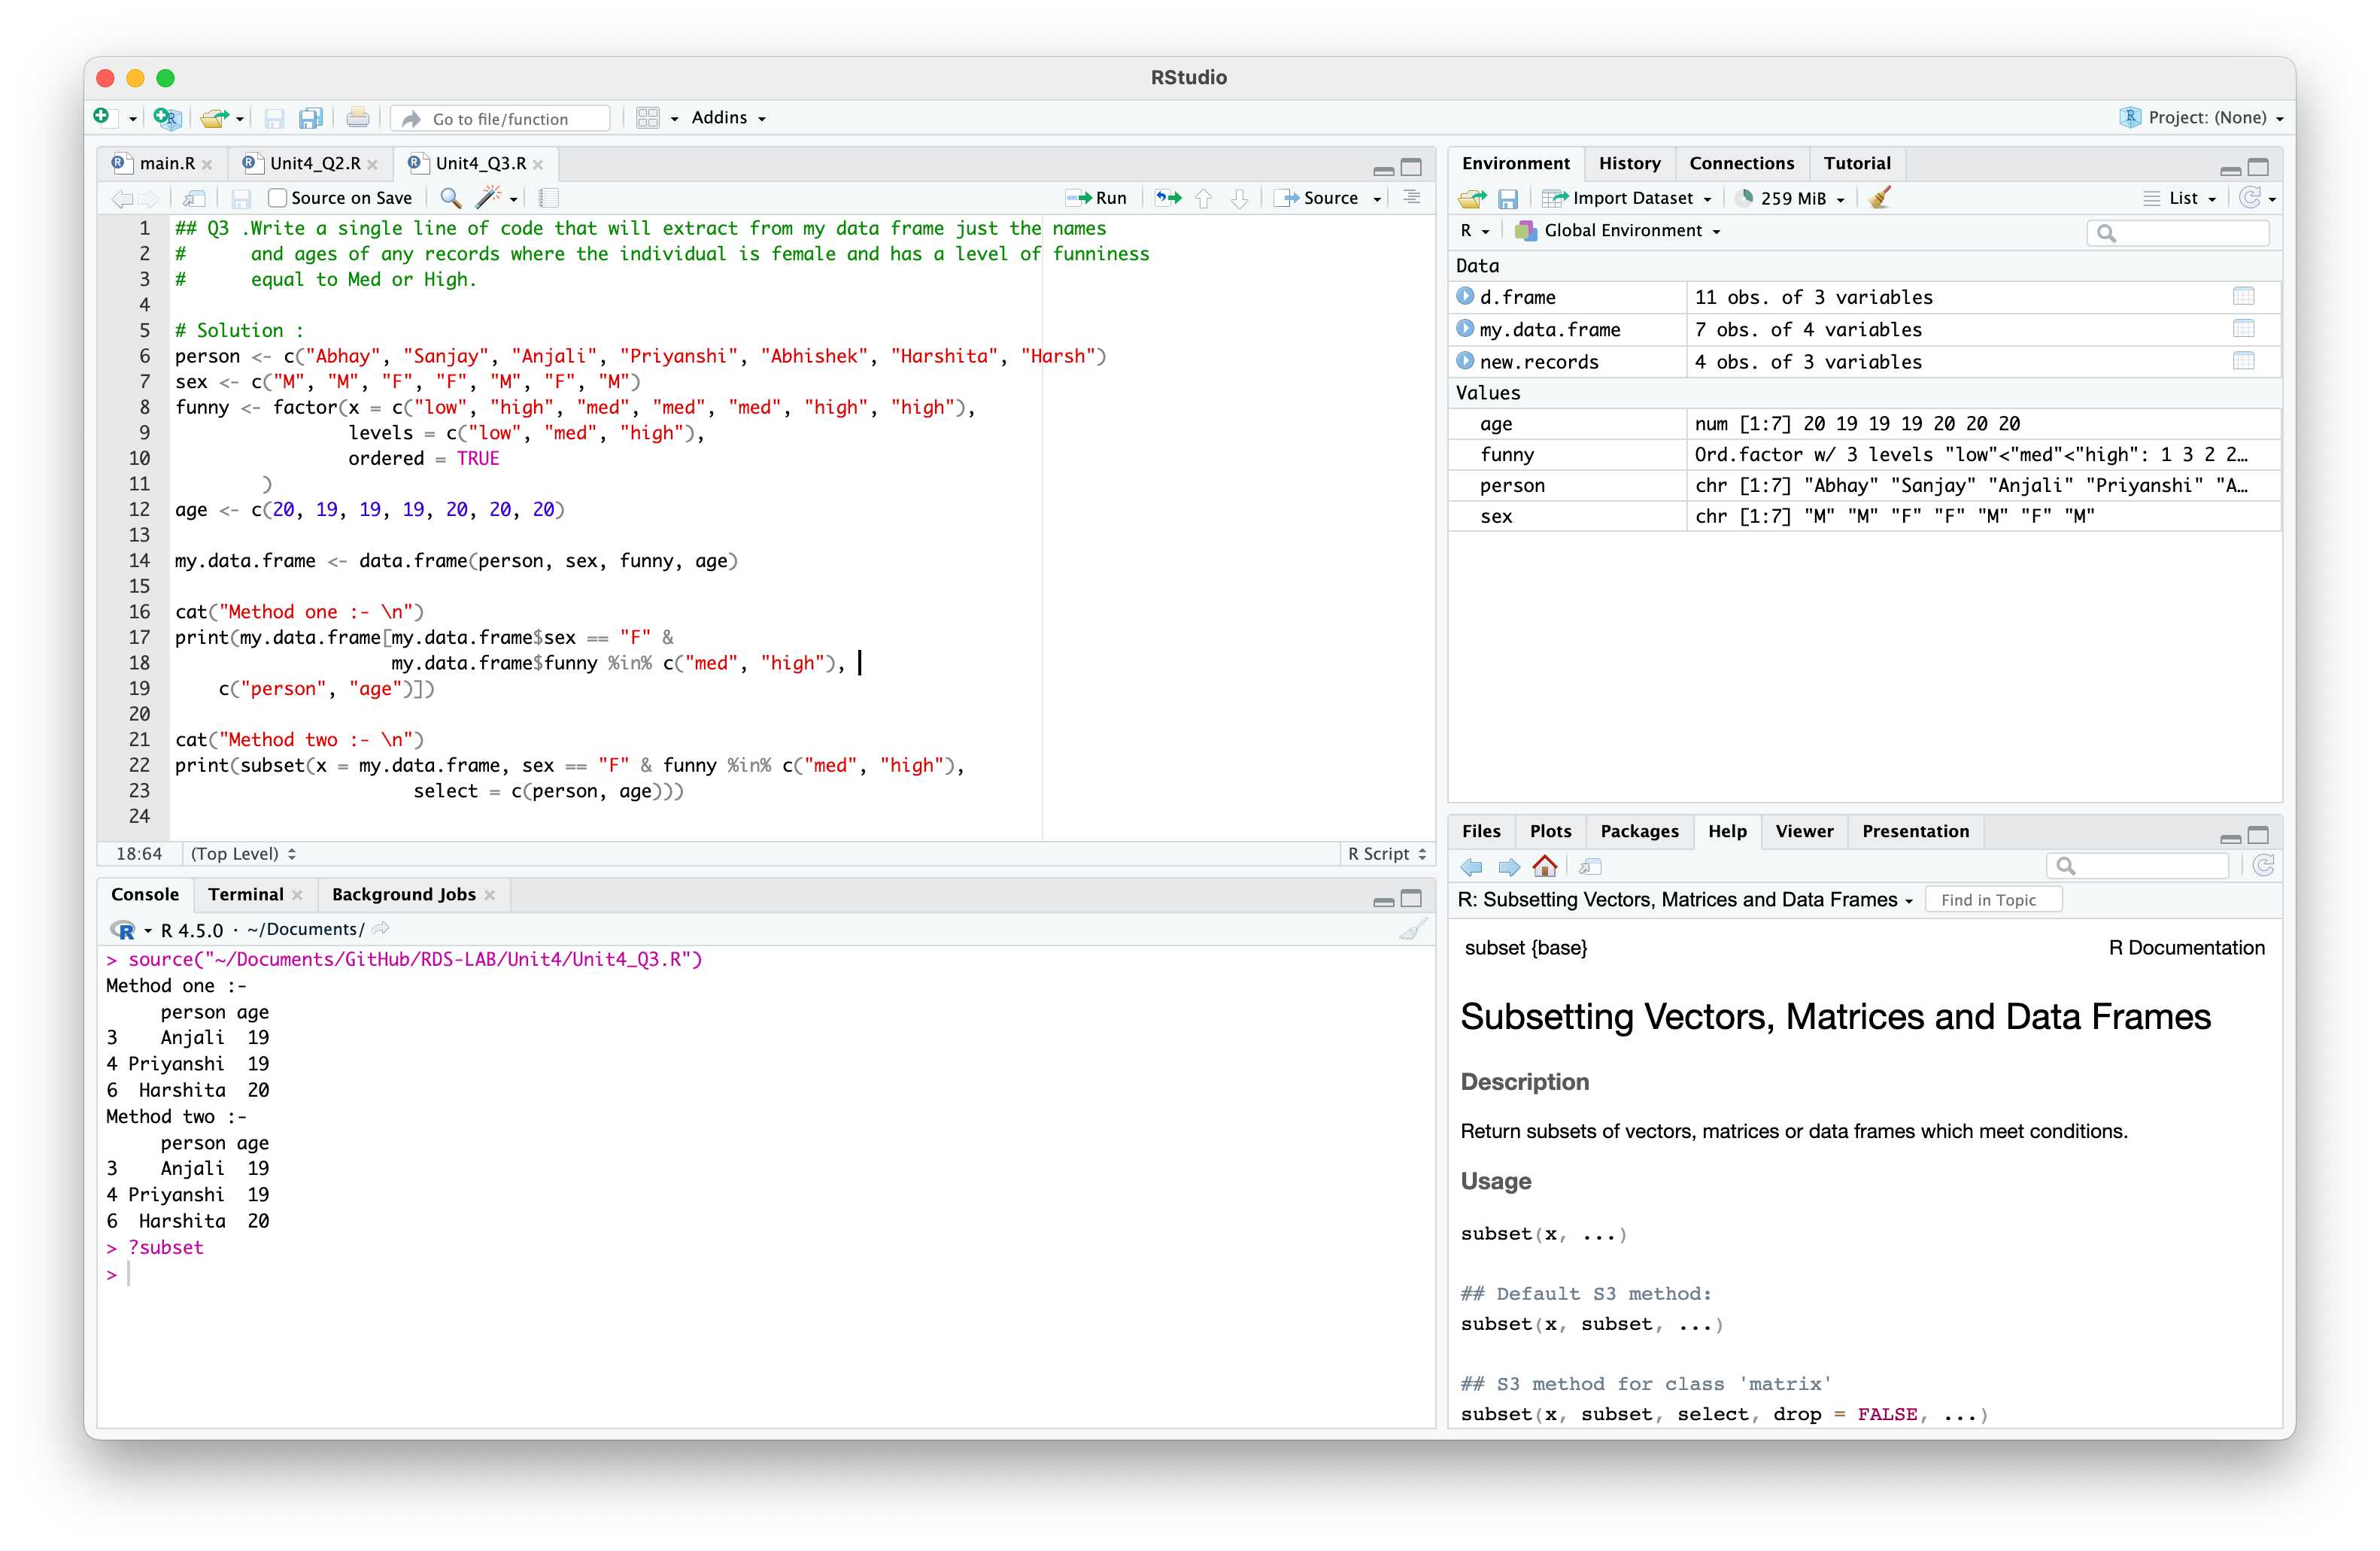 RStudio
Go to file/function
Addins
Project: (None)
main.R
Unit4_Q2.R
Unit4_Q3.R
Source on Save
Run
Source
1 ## Q3 .Write a single line of code that will extract from my data frame just the names
2 #      and ages of any records where the individual is female and has a level of funniness
3 #      equal to Med or High.
4
5 # Solution :
6 person <- c("Abhay", "Sanjay", "Anjali", "Priyanshi", "Abhishek", "Harshita", "Harsh")
7 sex <- c("M", "M", "F", "F", "M", "F", "M")
8 funny <- factor(x = c("low", "high", "med", "med", "med", "high", "high"),
9                 levels = c("low", "med", "high"),
10                 ordered = TRUE
11         )
12 age <- c(20, 19, 19, 19, 20, 20, 20)
13
14 my.data.frame <- data.frame(person, sex, funny, age)
15
16 cat("Method one :- \n")
17 print(my.data.frame[my.data.frame$sex == "F" &
18                     my.data.frame$funny %in% c("med", "high"),
19     c("person", "age")])
20
21 cat("Method two :- \n")
22 print(subset(x = my.data.frame, sex == "F" & funny %in% c("med", "high"),
23                       select = c(person, age)))
24
18:64
(Top Level)
R Script
Console
Terminal
Background Jobs
R 4.5.0 · ~/Documents/
> source("~/Documents/GitHub/RDS-LAB/Unit4/Unit4_Q3.R")
Method one :-
     person age
3    Anjali  19
4 Priyanshi  19
6  Harshita  20
Method two :-
     person age
3    Anjali  19
4 Priyanshi  19
6  Harshita  20
> ?subset
>
Environment
History
Connections
Tutorial
Import Dataset
259 MiB
List
R
Global Environment
Data
d.frame 11 obs. of 3 variables
my.data.frame 7 obs. of 4 variables
new.records 4 obs. of 3 variables
Values
age num [1:7] 20 19 19 19 20 20 20
funny Ord.factor w/ 3 levels "low"<"med"<"high": 1 3 2 2…
person chr [1:7] "Abhay" "Sanjay" "Anjali" "Priyanshi" "A…
sex chr [1:7] "M" "M" "F" "F" "M" "F" "M"
Files
Plots
Packages
Help
Viewer
Presentation
R: Subsetting Vectors, Matrices and Data Frames
Find in Topic
subset {base}
R Documentation
Subsetting Vectors, Matrices and Data Frames
Description
Return subsets of vectors, matrices or data frames which meet conditions.
Usage
subset(x, ...)
## Default S3 method:
subset(x, subset, ...)
## S3 method for class 'matrix'
subset(x, subset, select, drop = FALSE, ...)